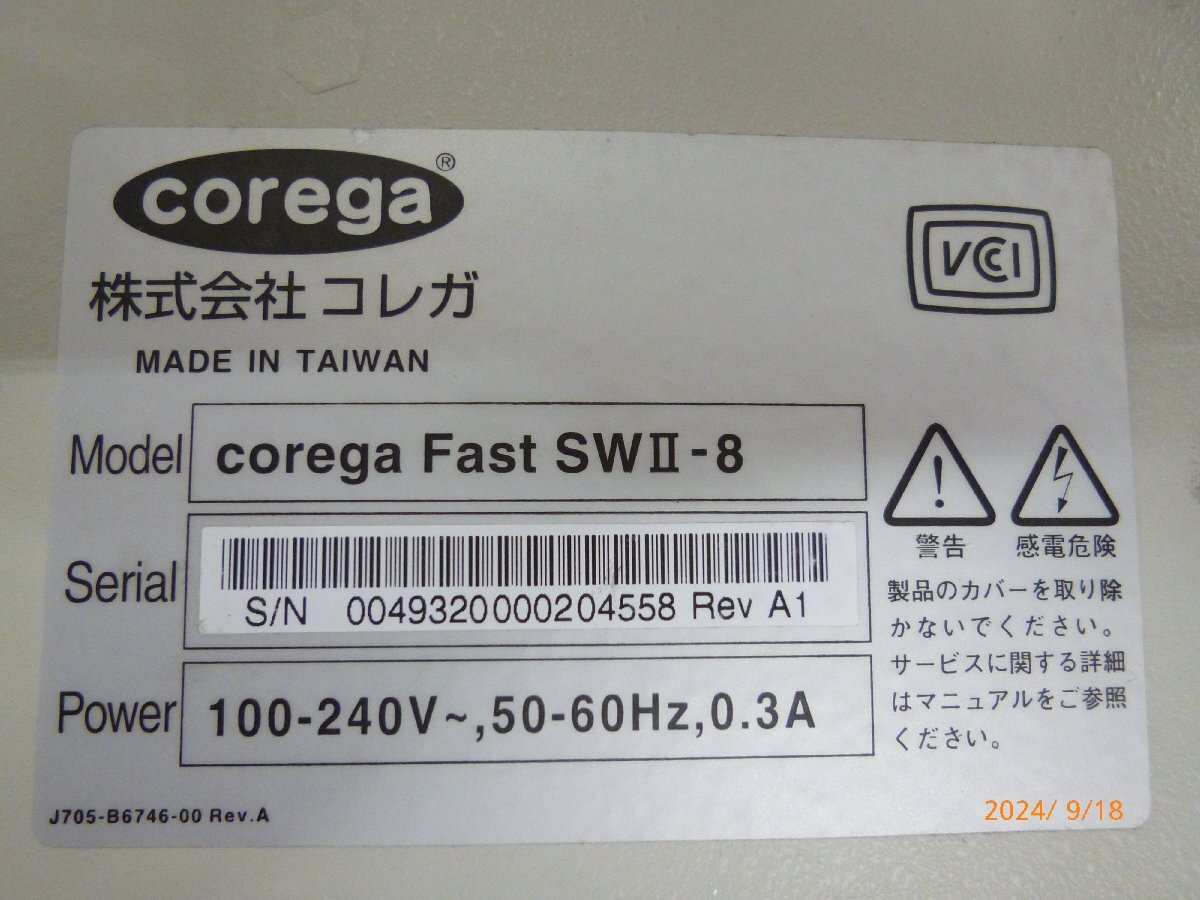 corega®
株式会社 コレガ
MADE IN TAIWAN
VCCI
Model corega Fast SWⅡ-8
Serial S/N 0049320000204558 Rev A1
Power 100-240V~,50-60Hz,0.3A
警告 感電危険
製品のカバーを取り除
かないでください。
サービスに関する詳細
はマニュアルをご参照
ください。
J705-B6746-00 Rev.A
2024/ 9/18